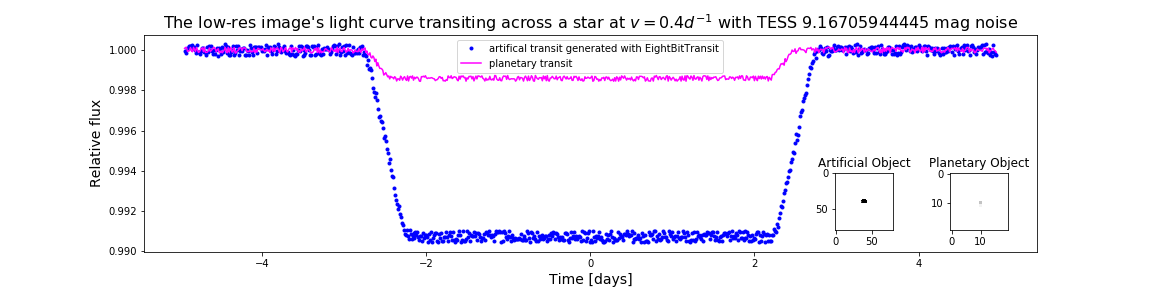 The low-res image's light curve transiting across a star at v = 0.4d⁻¹ with TESS 9.16705944445 mag noise
artifical transit generated with EightBitTransit
planetary transit
Relative flux
1.000
0.998
0.996
0.994
0.992
0.990
−4
−2
0
2
4
Time [days]
Artificial Object
0
50
0
50
Planetary Object
0
10
0
10